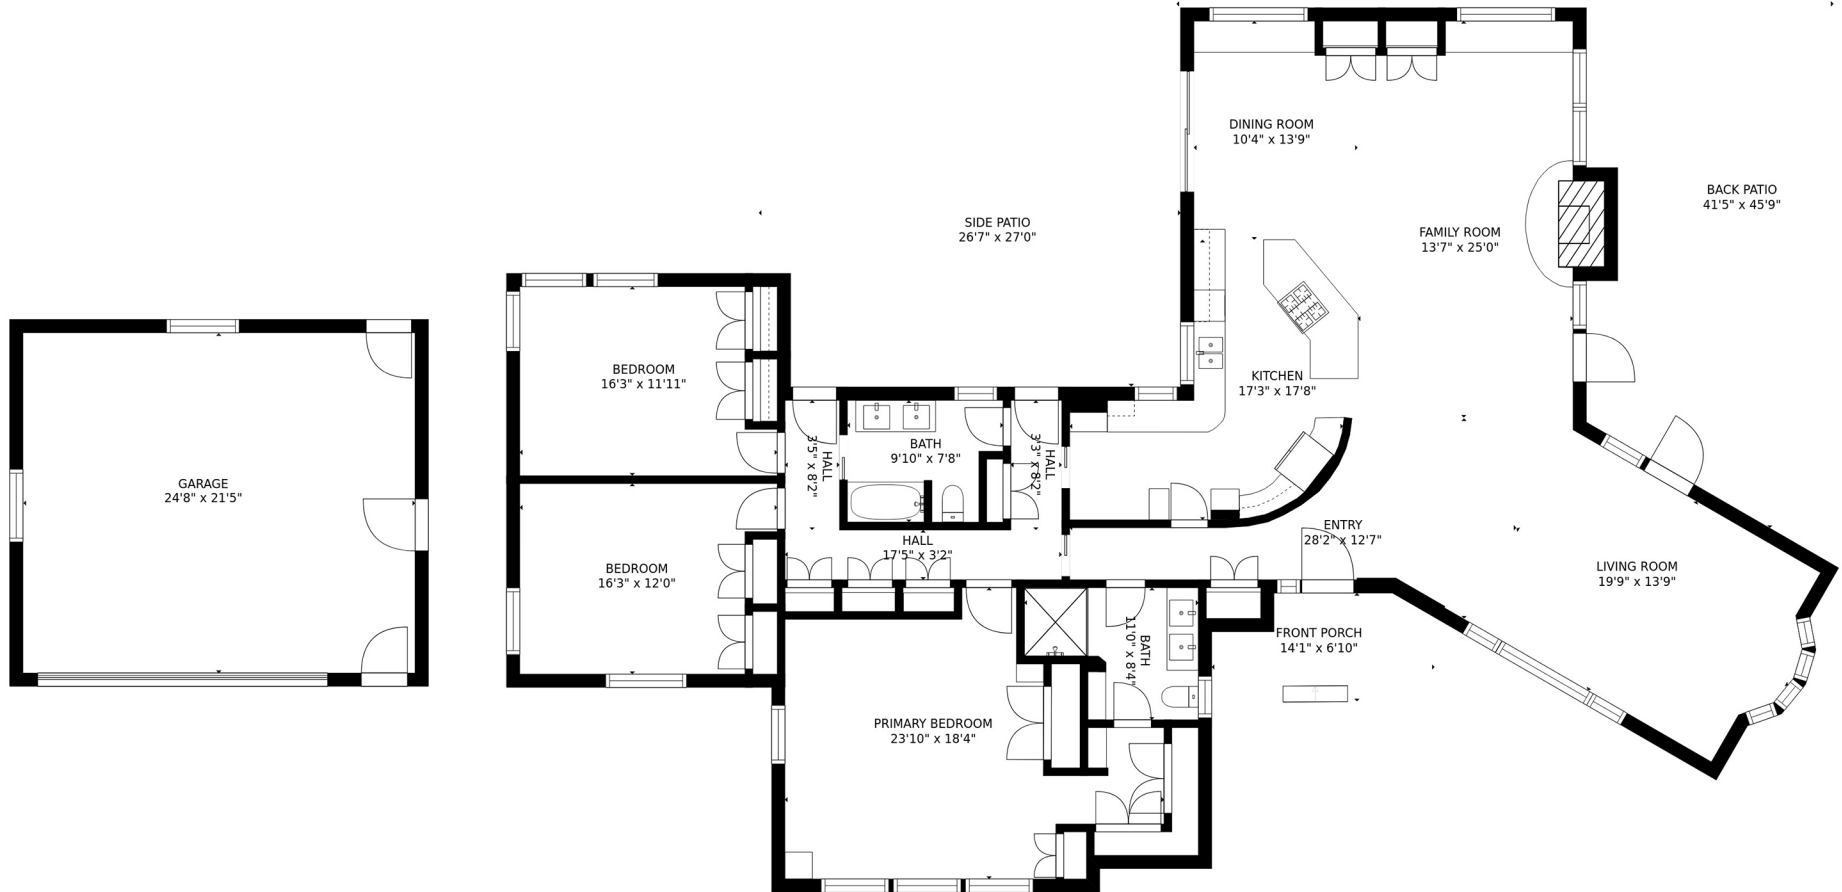 DINING ROOM
10'4" x 13'9"
BACK PATIO
41'5" x 45'9"
SIDE PATIO
26'7" x 27'0"
FAMILY ROOM
13'7" x 25'0"
BEDROOM
16'3" x 11'11"
KITCHEN
17'3" x 17'8"
BATH
9'10" x 7'8"
HALL
3'5" x 8'2"
HALL
3'3" x 8'2"
GARAGE
24'8" x 21'5"
ENTRY
28'2" x 12'7"
HALL
17'5" x 3'2"
BEDROOM
16'3" x 12'0"
LIVING ROOM
19'9" x 13'9"
FRONT PORCH
14'1" x 6'10"
BATH
11'0" x 8'4"
PRIMARY BEDROOM
23'10" x 18'4"